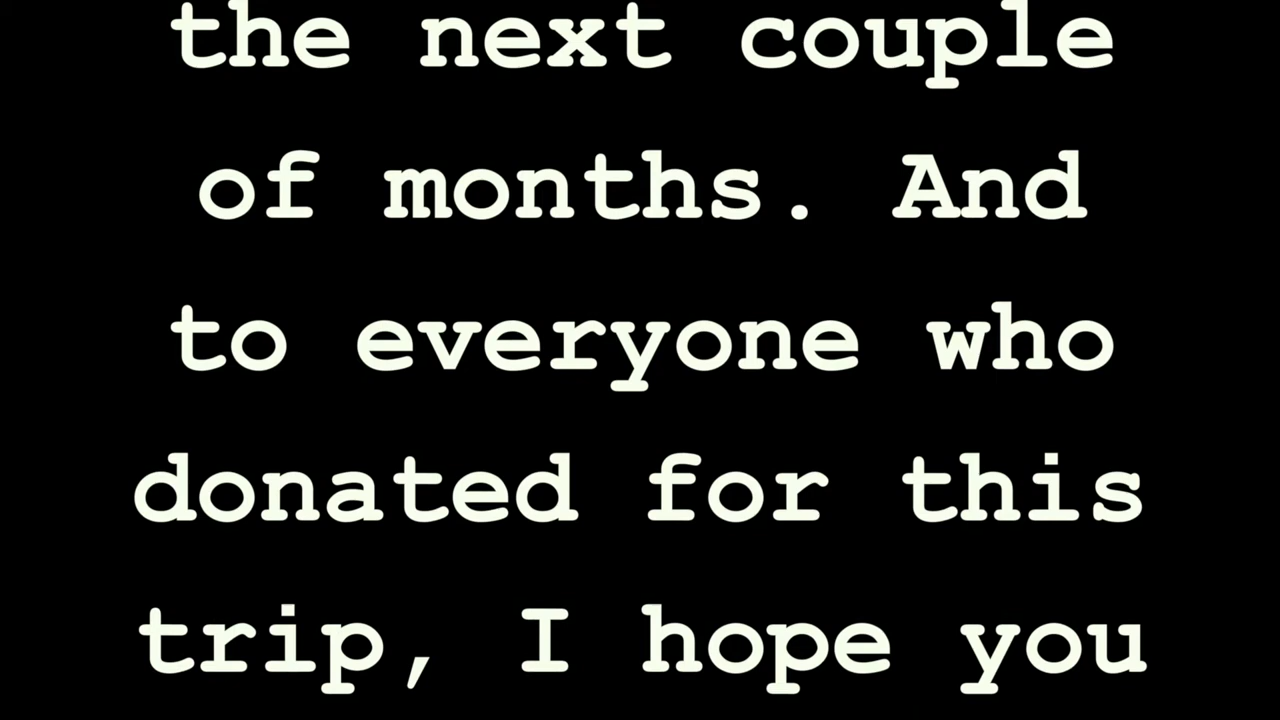 the next couple
of months. And
to everyone who
donated for this
trip, I hope you